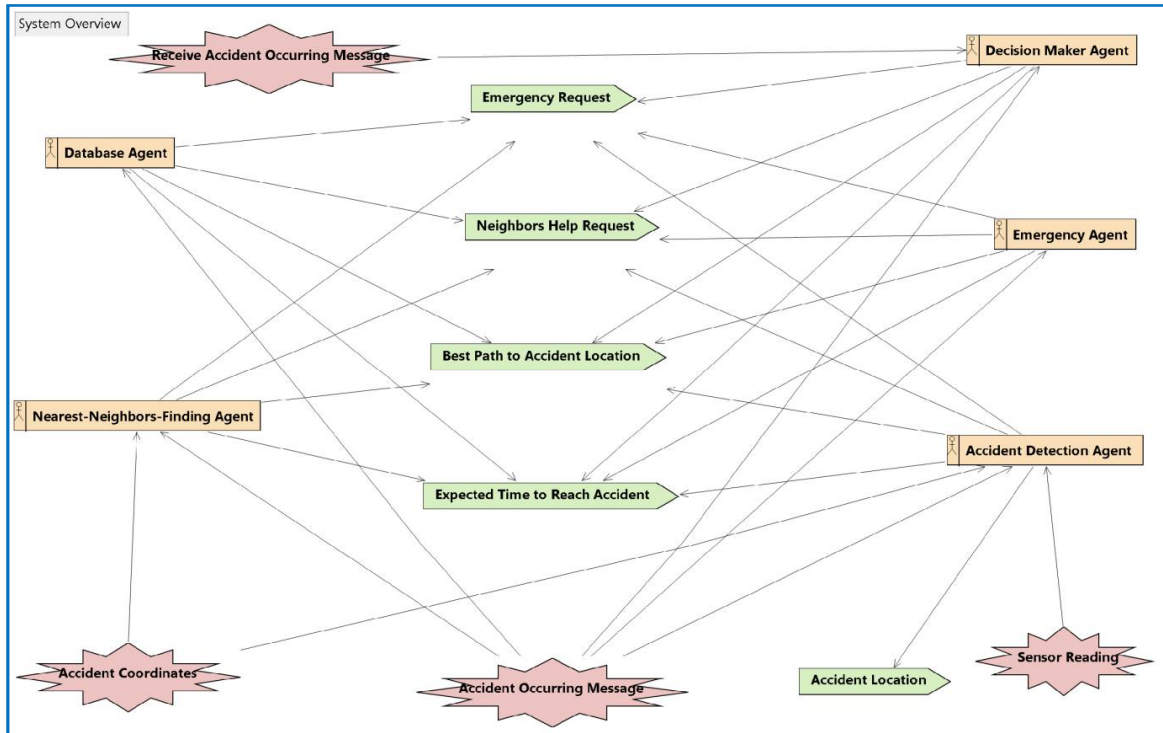 System Overview
Receive Accident Occurring Message
Decision Maker Agent
Emergency Request
Database Agent
Neighbors Help Request
Emergency Agent
Best Path to Accident Location
Nearest-Neighbors-Finding Agent
Accident Detection Agent
Expected Time to Reach Accident
Accident Coordinates
Sensor Reading
Accident Location
Accident Occurring Message